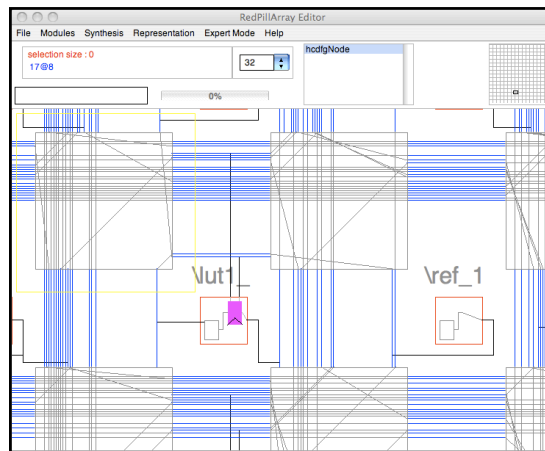 RedPillArray Editor
File Modules Synthesis Representation Expert Mode Help
selection size : 0
17@8
32
hcdfgNode
0%
\lut1_
\ref_1